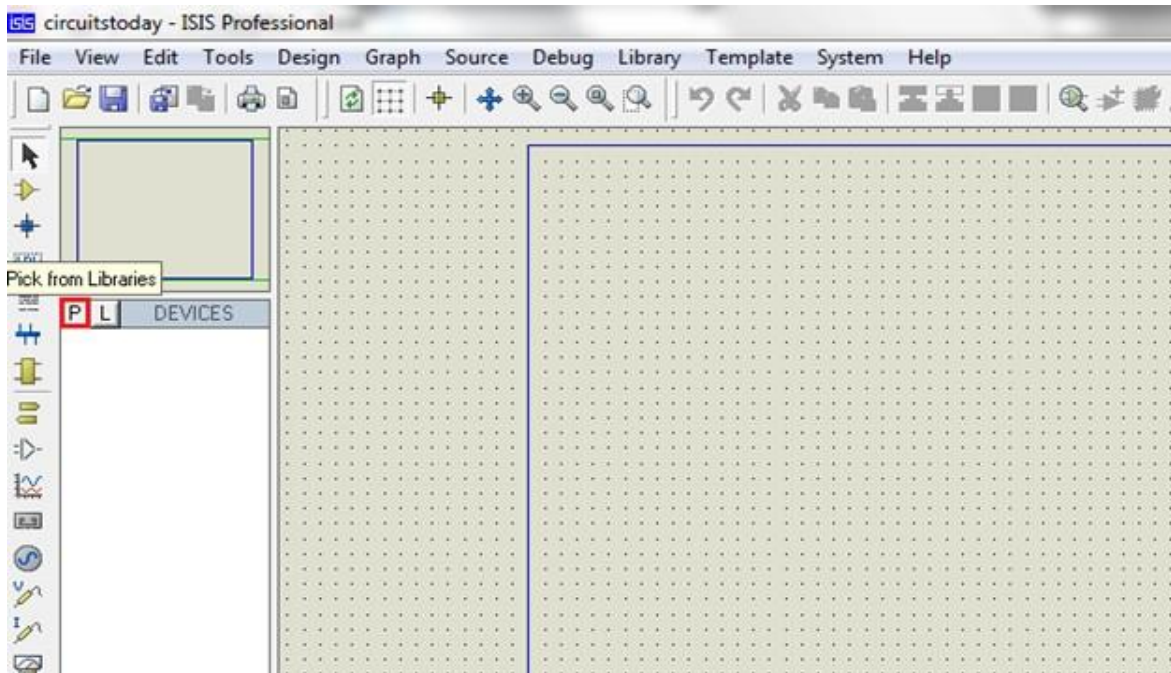 ISIS circuitstoday - ISIS Professional
File View Edit Tools Design Graph Source Debug Library Template System Help
Pick from Libraries
P L DEVICES